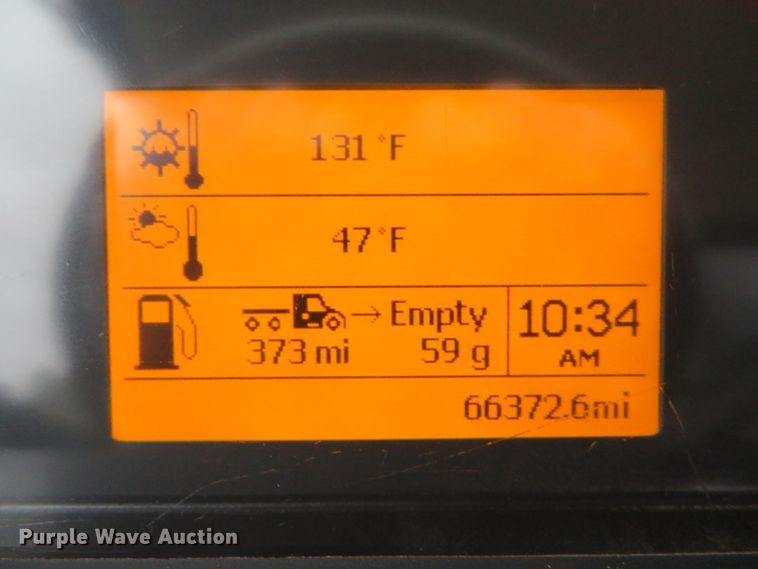 131°F
47°F
→ Empty
373 mi 59 g
10:34
AM
66372.6mi
Purple Wave Auction